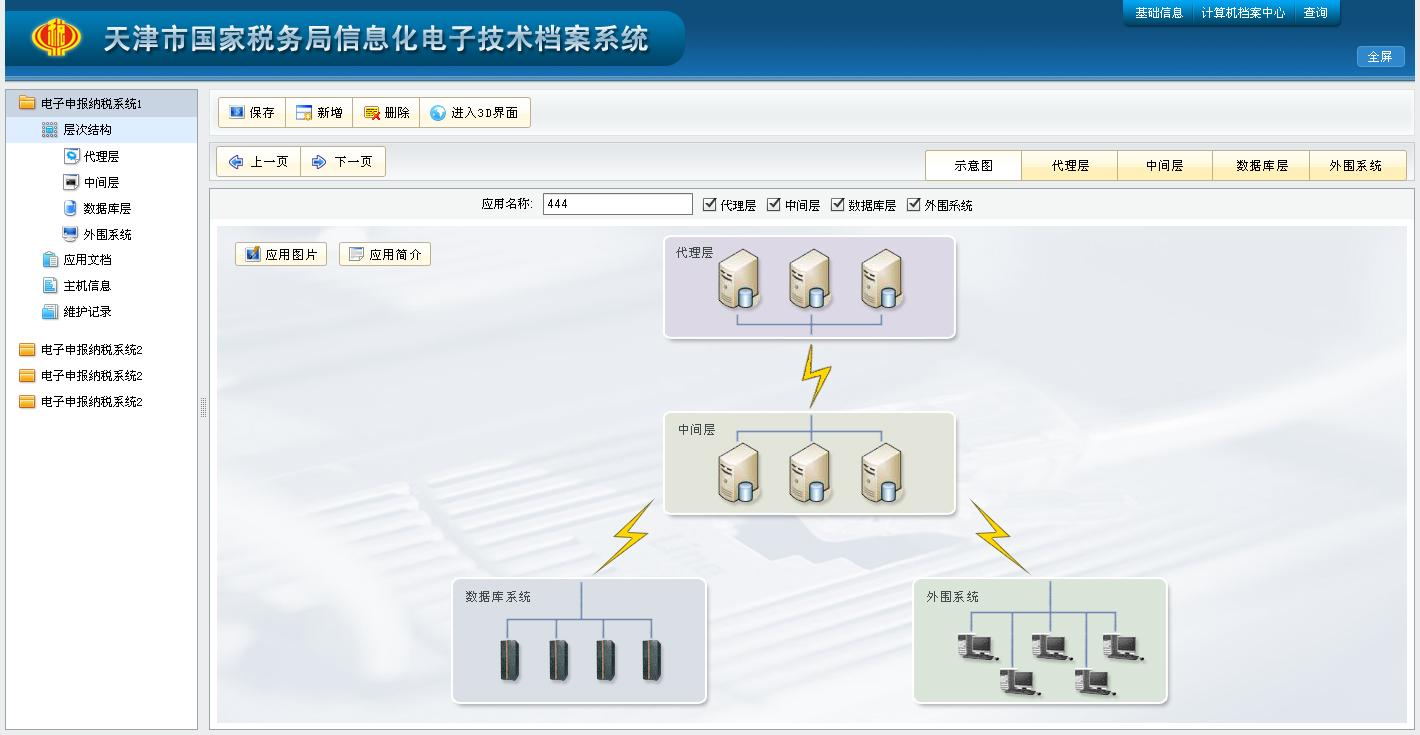 基础信息 计算机档案中心 查询
天津市国家税务局信息化电子技术档案系统
全屏
电子申报纳税系统1
层次结构
代理层
中间层
数据库层
外围系统
应用文档
主机信息
维护记录
电子申报纳税系统2
电子申报纳税系统2
电子申报纳税系统2
保存 新增 删除 进入3D界面
上一页 下一页
示意图 代理层 中间层 数据库层 外围系统
应用名称: 444 代理层 中间层 数据库层 外围系统
应用图片 应用简介
代理层
中间层
数据库系统
外围系统